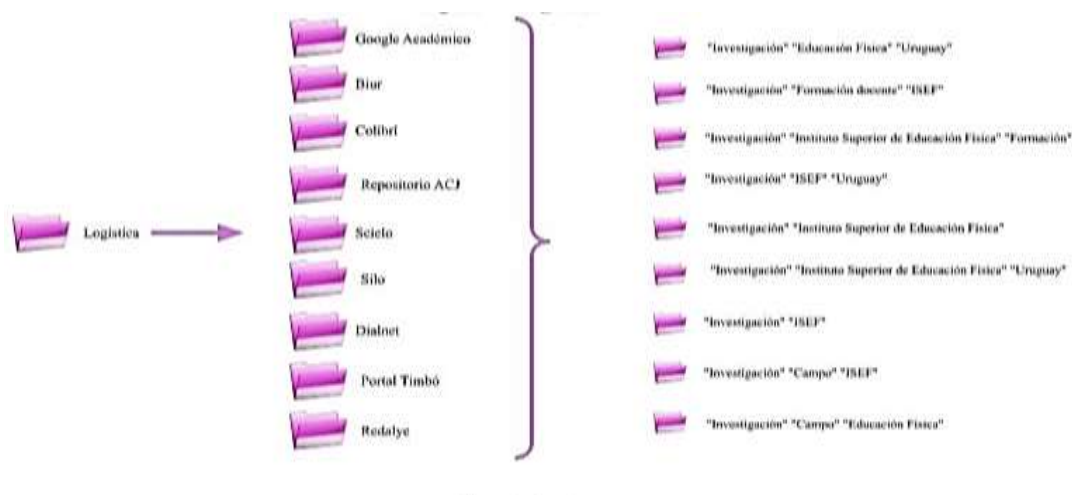 Logística
Google Académico
Biur
Colibrí
Repositorio ACJ
Scielo
Silo
Dialnet
Portal Timbó
Redalyc
"Investigación" "Educación Física" "Uruguay"
"Investigación" "Formación docente" "ISEF"
"Investigación" "Instituto Superior de Educación Física" "Formación"
"Investigación" "ISEF" "Uruguay"
"Investigación" "Instituto Superior de Educación Física"
"Investigación" "Instituto Superior de Educación Física" "Uruguay"
"Investigación" "ISEF"
"Investigación" "Campo" "ISEF"
"Investigación" "Campo" "Educación Física"